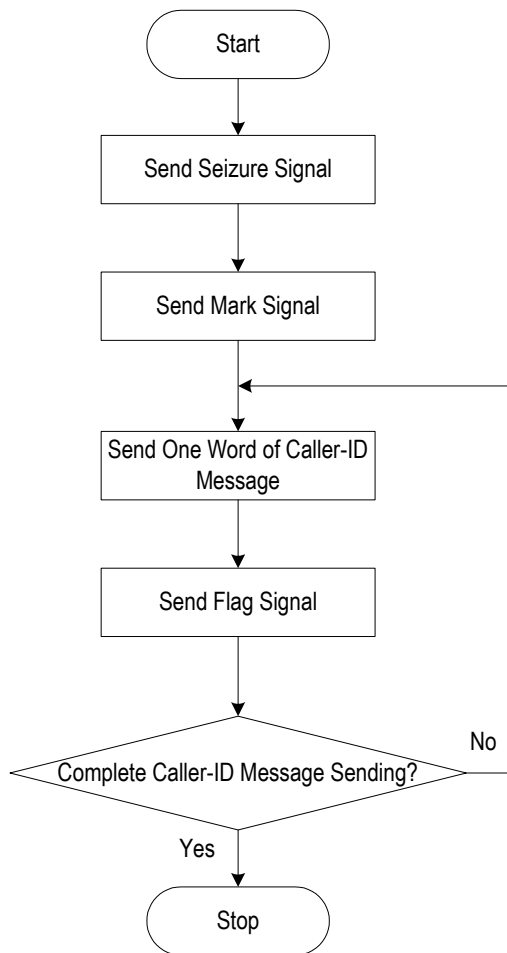 Start
Send Seizure Signal
Send Mark Signal
Send One Word of Caller-ID
Message
Send Flag Signal
Complete Caller-ID Message Sending?
No
Yes
Stop